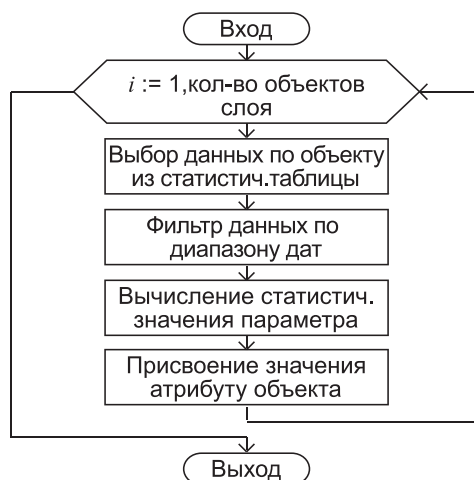 Вход
i := 1,кол-во объектов
слоя
Выбор данных по объекту
из статистич.таблицы
Фильтр данных по
диапазону дат
Вычисление статистич.
значения параметра
Присвоение значения
атрибуту объекта
Выход